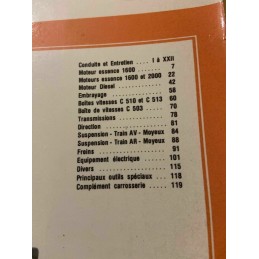 Conduite et Entretien . . I à XXII
Moteur essence 1600 . . . . 7
Moteurs essence 1600 et 2000 22
Moteur Diesel . . . . . . 42
Embrayage . . . . . . . 58
Boîtes vitesses C 510 et C 513 60
Boîte de vitesses C 503 . . . 70
Transmissions . . . . . . 78
Direction . . . . . . . . 81
Suspension - Train AV - Moyeux 84
Suspension - Train AR - Moyeux 88
Freins . . . . . . . . . 91
Equipement électrique . . . . 101
Divers . . . . . . . . . 115
Principaux outils spéciaux . . . 118
Complément carrosserie . . . 119